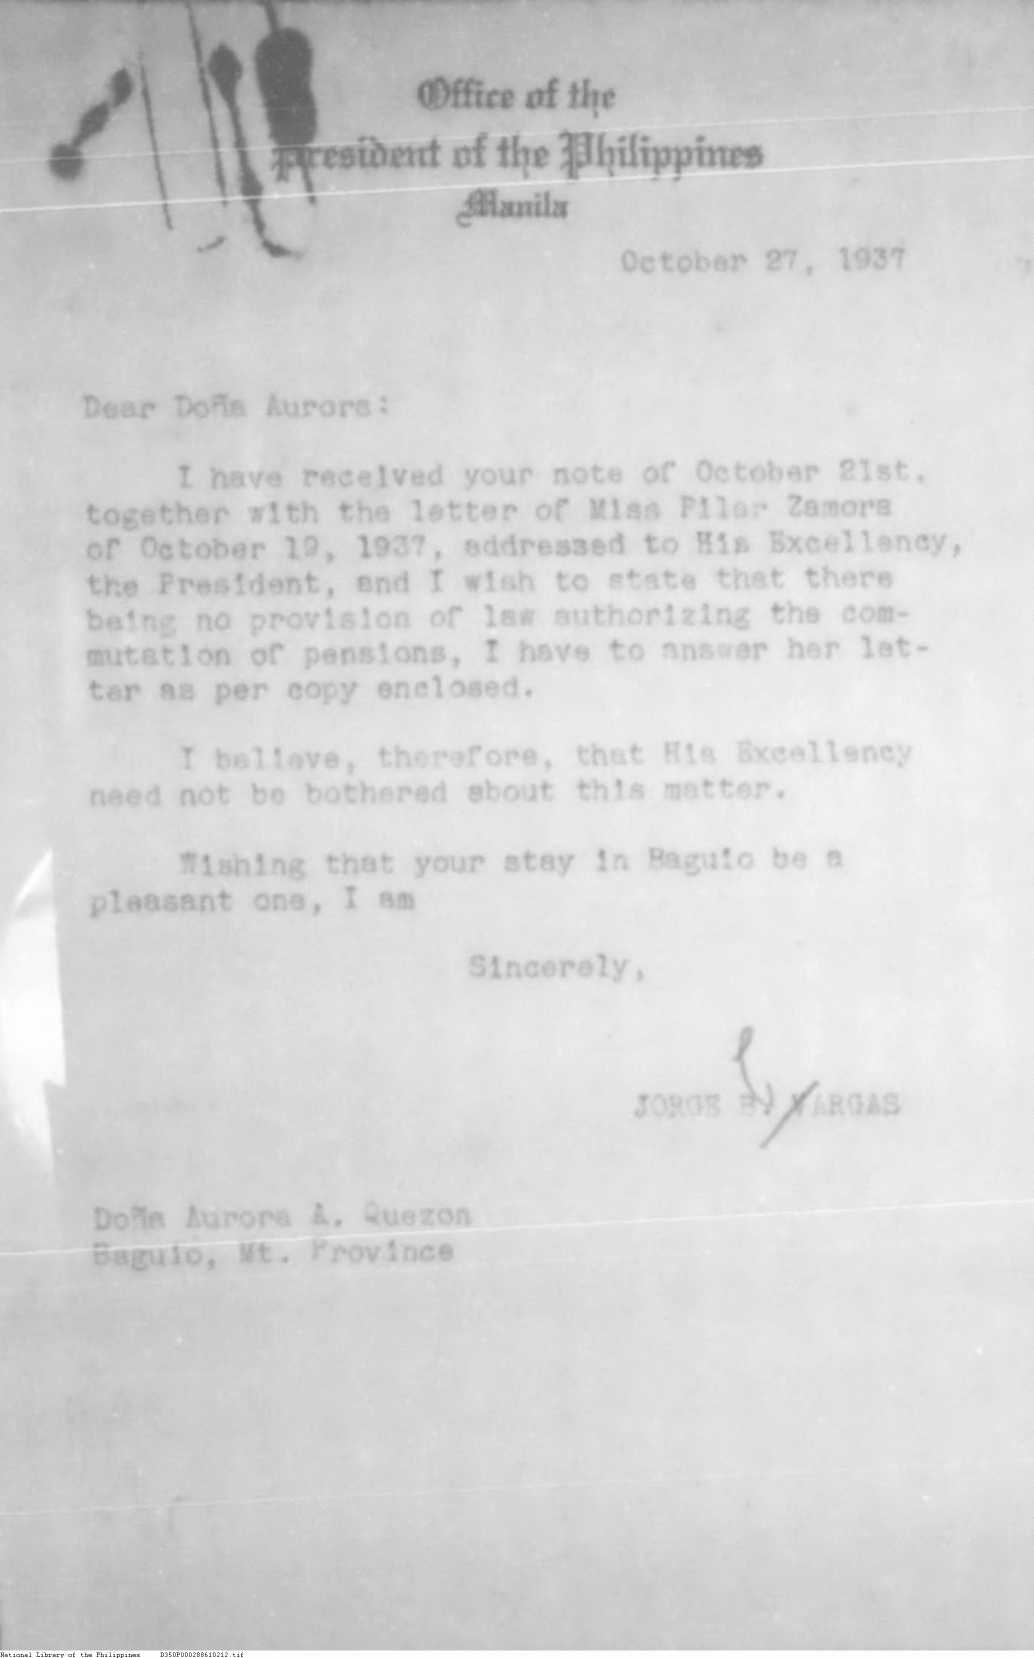 Office of the
President of the Philippines
Manila
October 27, 1937
Dear Doña Aurora:
I have received your note of October 21st,
together with the letter of Miss Pilar Zamora
of October 19, 1937, addressed to His Excellency,
the President, and I wish to state that there
being no provision of law authorizing the com-
mutation of pensions, I have to answer her let-
ter as per copy enclosed.
I believe, therefore, that His Excellency
need not be bothered about this matter.
Wishing that your stay in Baguio be a
pleasant one, I am
Sincerely,
JORGE B. VARGAS
Doña Aurora A. Quezon
Baguio, Mt. Province
National Library of the Philippines D350P000288610212.tif